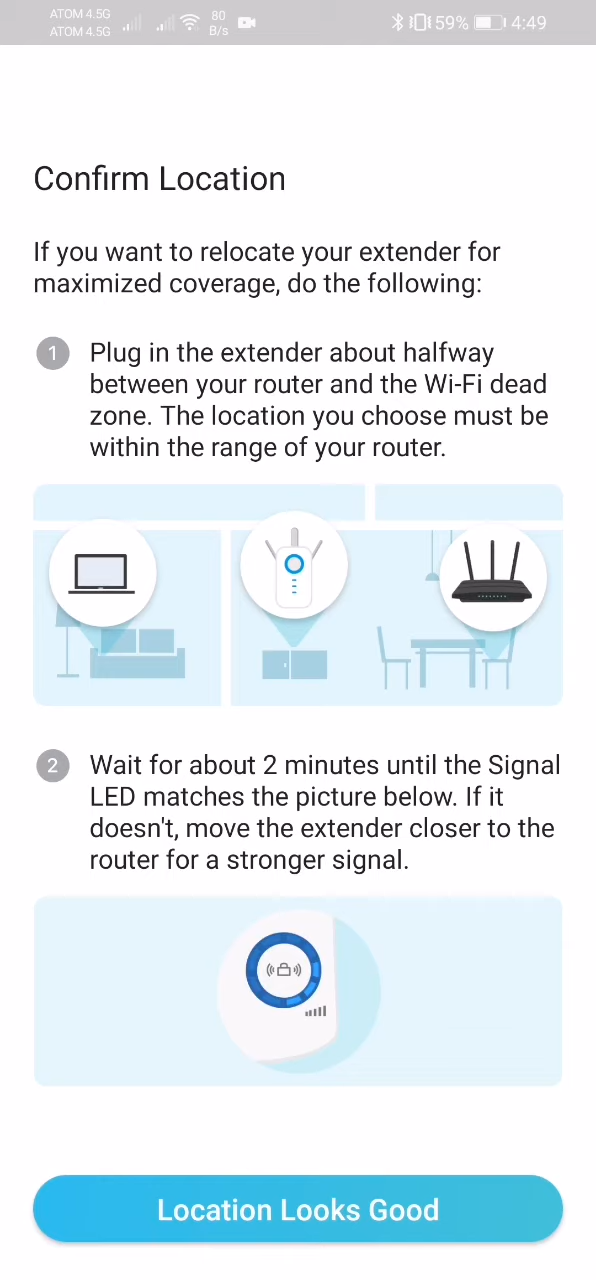 ATOM 4.5G
ATOM 4.5G
80 B/s
59%
4:49
Confirm Location
If you want to relocate your extender for
maximized coverage, do the following:
1
Plug in the extender about halfway
between your router and the Wi-Fi dead
zone. The location you choose must be
within the range of your router.
2
Wait for about 2 minutes until the Signal
LED matches the picture below. If it
doesn't, move the extender closer to the
router for a stronger signal.
Location Looks Good